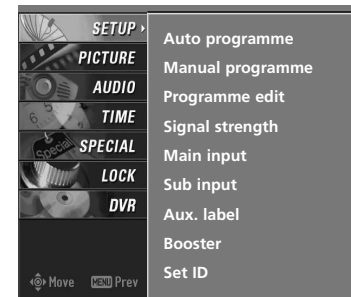 SETUP
PICTURE
AUDIO
TIME
SPECIAL
LOCK
DVR
Move MENU Prev
Auto programme
Manual programme
Programme edit
Signal strength
Main input
Sub input
Aux. label
Booster
Set ID